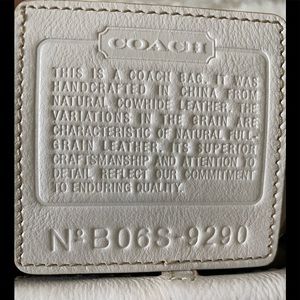 COACH
THIS IS A COACH BAG. IT WAS
HANDCRAFTED IN CHINA FROM
NATURAL COWHIDE LEATHER. THE
VARIATIONS IN THE GRAIN ARE
CHARACTERISTIC OF NATURAL FULL-
GRAIN LEATHER. ITS SUPERIOR
CRAFTSMANSHIP AND ATTENTION TO
DETAIL REFLECT OUR COMMITMENT
TO ENDURING QUALITY.
Nº B06S-9290